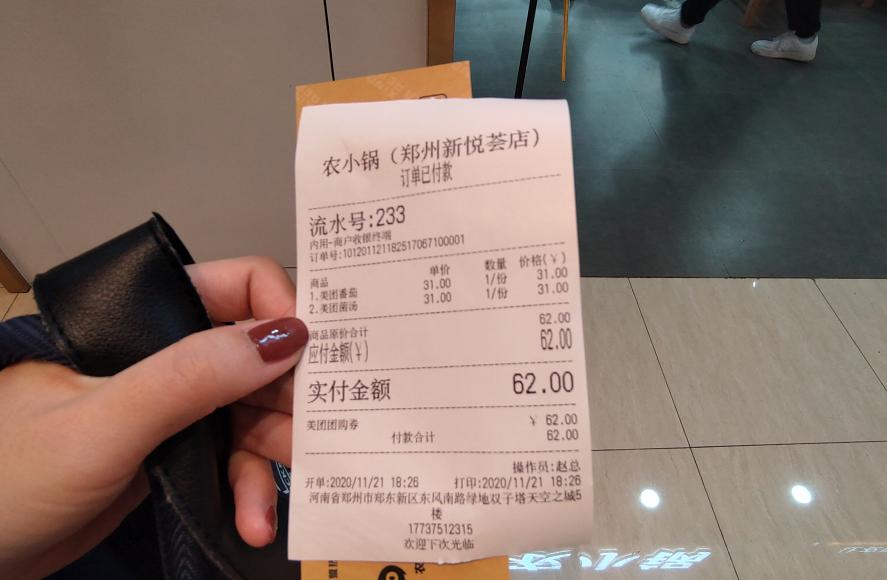 农小锅（郑州新悦荟店）
订单已付款
流水号:233
内用-商户收银终端
订单号:101201121182517067100001
商品 单价 数量 价格(￥)
1.美团番茄 31.00 1/份 31.00
2.美团菌汤 31.00 1/份 31.00
商品原价合计 62.00
应付金额(￥) 62.00
实付金额 62.00
美团团购券 ￥ 62.00
付款合计 62.00
操作员:赵总
开单:2020/11/21 18:26 打印:2020/11/21 18:26
河南省郑州市郑东新区东风南路绿地双子塔天空之城5
楼
17737512315
欢迎下次光临